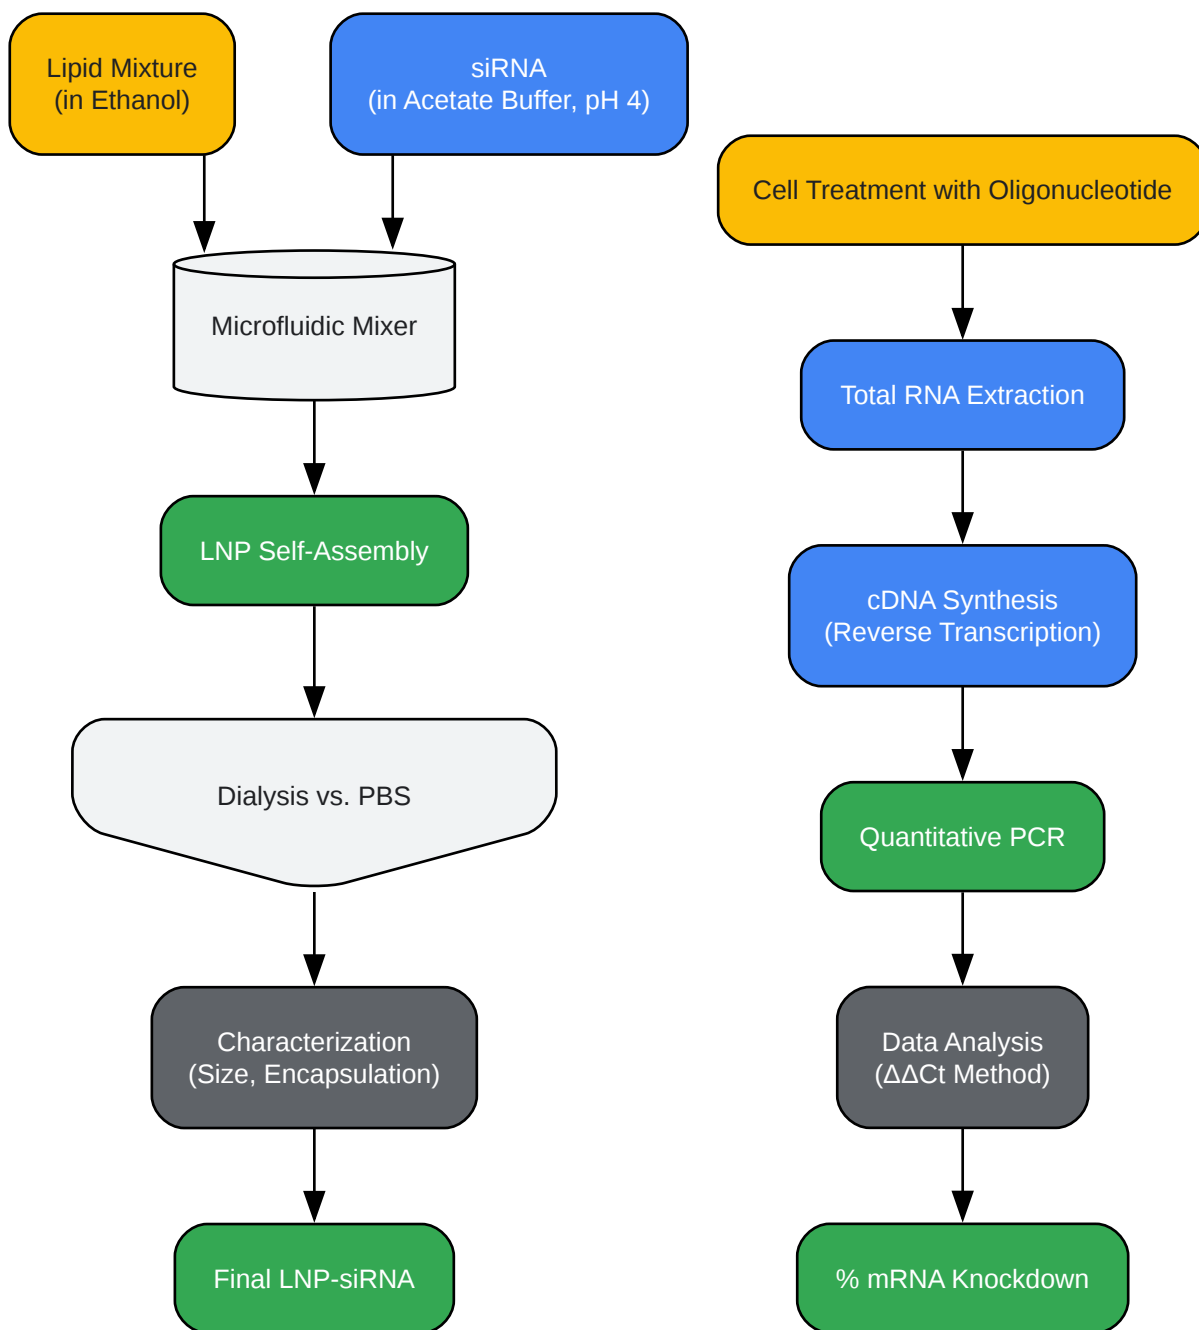 Lipid Mixture
(in Ethanol)
siRNA
(in Acetate Buffer, pH 4)
Microfluidic Mixer
LNP Self-Assembly
Dialysis vs. PBS
Characterization
(Size, Encapsulation)
Final LNP-siRNA
Cell Treatment with Oligonucleotide
Total RNA Extraction
cDNA Synthesis
(Reverse Transcription)
Quantitative PCR
Data Analysis
(ΔΔCt Method)
% mRNA Knockdown